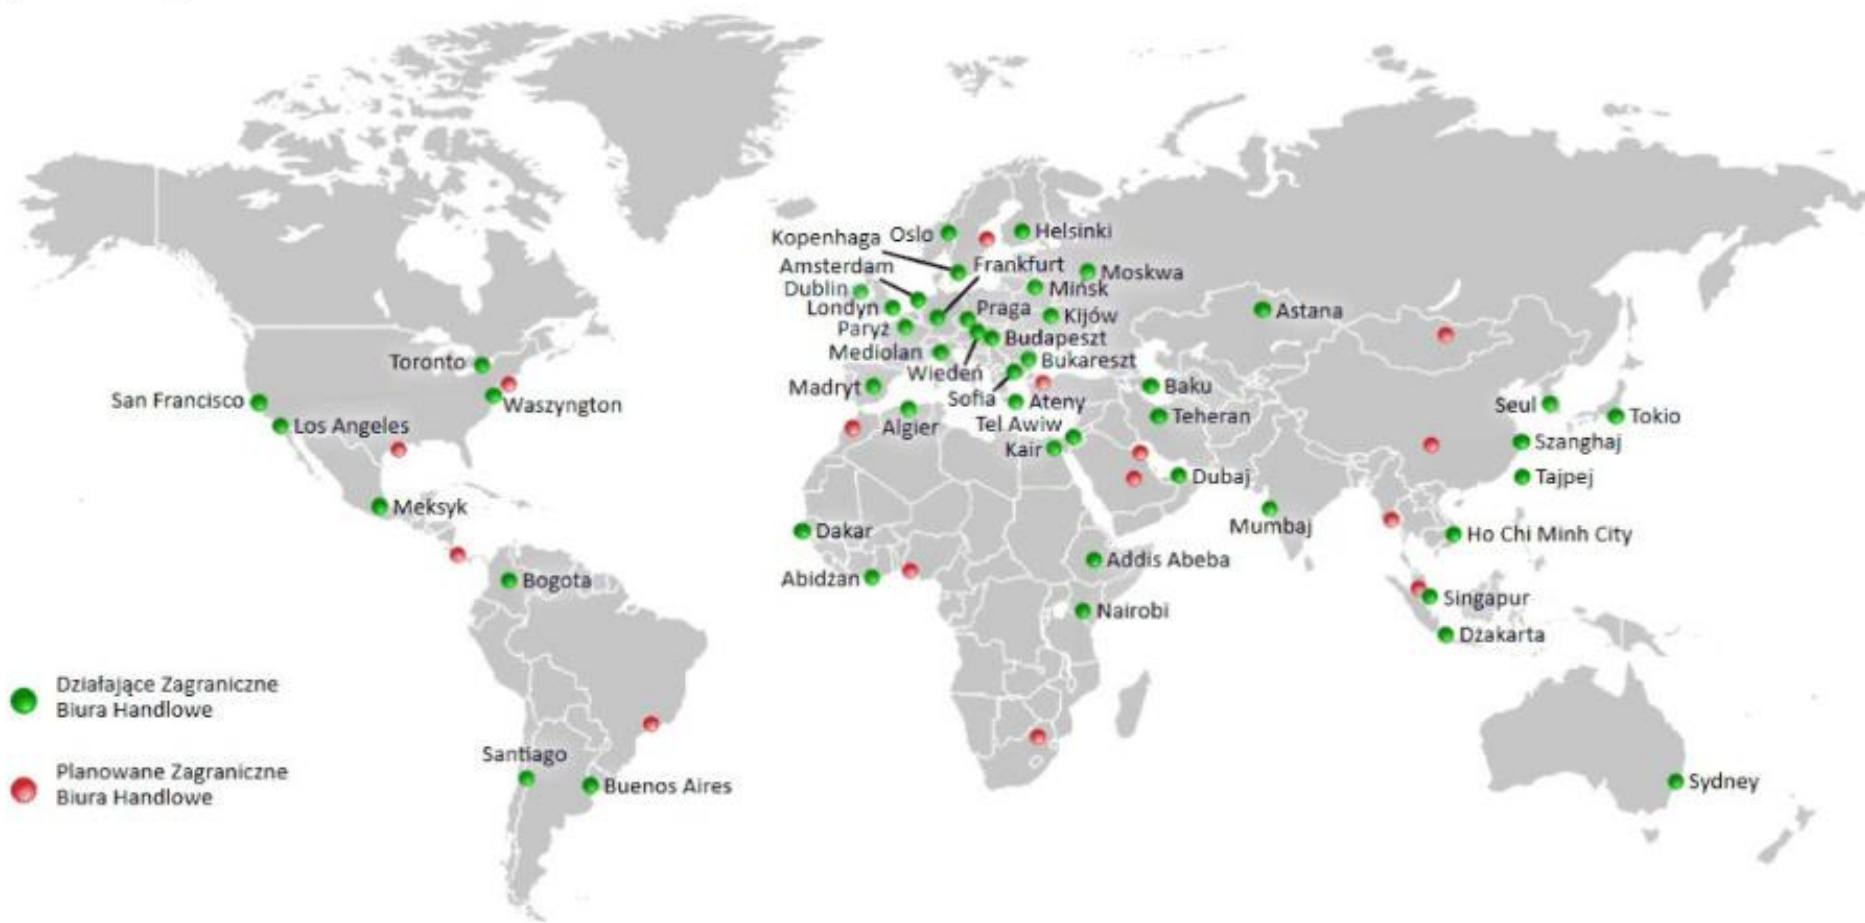 Kopenhaga
Oslo
Helsinki
Amsterdam
Frankfurt
Moskwa
Dublin
Mińsk
Londyn
Praga
Kijów
Astana
Paryż
Budapeszt
Mediolan
Bukareszt
Toronto
Wiedeń
Madryt
Baku
San Francisco
Waszyngton
Sofia
Ateny
Seul
Tokio
Los Angeles
Algier
Tel Awiw
Teheran
Kair
Szanghaj
Dubaj
Tajpej
Meksyk
Mumbaj
Dakar
Ho Chi Minh City
Addis Abeba
Abidżan
Bogota
Singapur
Nairobi
Dżakarta
Działające Zagraniczne
Biura Handlowe
Santiago
Planowane Zagraniczne
Biura Handlowe
Buenos Aires
Sydney